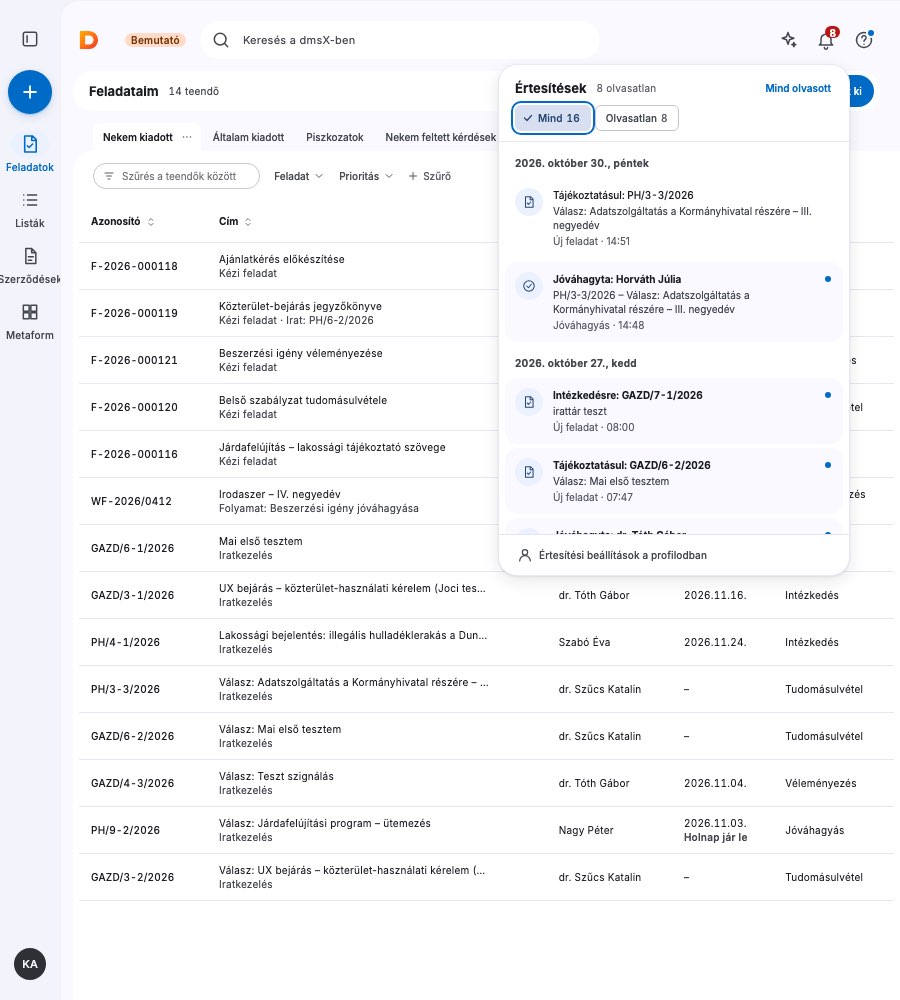 Bemutató
Keresés a dmsX-ben
8
Feladataim 14 teendő
ki
Nekem kiadott ··· Általam kiadott Piszkozatok Nekem feltett kérdések
Szűrés a teendők között Feladat Prioritás + Szűrő
Feladatok
Listák
Szerződések
Metaform
KA
Azonosító Cím
F-2026-000118 Ajánlatkérés előkészítése
Kézi feladat
F-2026-000119 Közterület-bejárás jegyzőkönyve
Kézi feladat · Irat: PH/6-2/2026
F-2026-000121 Beszerzési igény véleményezése
Kézi feladat
F-2026-000120 Belső szabályzat tudomásulvétele
Kézi feladat
F-2026-000116 Járdafelújítás – lakossági tájékoztató szövege
Kézi feladat
WF-2026/0412 Irodaszer – IV. negyedév
Folyamat: Beszerzési igény jóváhagyása
GAZD/6-1/2026 Mai első tesztem
Iratkezelés
GAZD/3-1/2026 UX bejárás – közterület-használati kérelem (Joci tes... dr. Tóth Gábor 2026.11.16. Intézkedés
Iratkezelés
PH/4-1/2026 Lakossági bejelentés: illegális hulladéklerakás a Dun... Szabó Éva 2026.11.24. Intézkedés
Iratkezelés
PH/3-3/2026 Válasz: Adatszolgáltatás a Kormányhivatal részére – ... dr. Szűcs Katalin – Tudomásulvétel
Iratkezelés
GAZD/6-2/2026 Válasz: Mai első tesztem dr. Szűcs Katalin – Tudomásulvétel
Iratkezelés
GAZD/4-3/2026 Válasz: Teszt szignálás dr. Tóth Gábor 2026.11.04. Véleményezés
Iratkezelés
PH/9-2/2026 Válasz: Járdafelújítási program – ütemezés Nagy Péter 2026.11.03. Jóváhagyás
Iratkezelés Holnap jár le
GAZD/3-2/2026 Válasz: UX bejárás – közterület-használati kérelem (... dr. Szűcs Katalin – Tudomásulvétel
Iratkezelés
Értesítések 8 olvasatlan Mind olvasott
Mind 16 Olvasatlan 8
2026. október 30., péntek
Tájékoztatásul: PH/3-3/2026
Válasz: Adatszolgáltatás a Kormányhivatal részére – III.
negyedév
Új feladat · 14:51
Jóváhagyta: Horváth Júlia
PH/3-3/2026 – Válasz: Adatszolgáltatás a
Kormányhivatal részére – III. negyedév
Jóváhagyás · 14:48
2026. október 27., kedd
Intézkedésre: GAZD/7-1/2026
irattár teszt
Új feladat · 08:00
Tájékoztatásul: GAZD/6-2/2026
Válasz: Mai első tesztem
Új feladat · 07:47
Jóváhagyta: dr. Tóth Gábor
Értesítési beállítások a profilodban